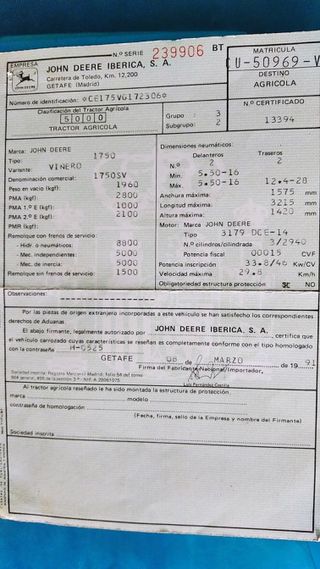 EMPRESA
JOHN DEERE
JOHN DEERE IBERICA, S. A.
Carretera de Toledo, Km. 12,200
GETAFE (Madrid)
N.º SERIE 239906 BT
MATRICULA
CU-50969-V
DESTINO
AGRICOLA
Número de identificación: *CE1750VG172306*
Clasificación del Tractor Agrícola
5000
TRACTOR AGRICOLA
Grupo : 3
Subgrupo : 2
N.º CERTIFICADO
13394
Marca: JOHN DEERE
Tipo: 1750
Variante: VIÑERO
Denominación comercial: 1750SV
Peso en vacío (kgf): 1960
PMA (kgf): 2800
PMA 1.º E (kgf): 1000
PMA 2.º E (kgf): 2100
PMR (kgf):
Remolque con frenos de servicio:
- Hidr. o neumáticos: 8800
- Mec. independientes: 5000
- Mec. de inercia: 5000
Remolque sin frenos de servicio: 1500
Dimensiones neumáticos:
Delanteros Traseros
N.º 2 2
Mín. 5.50-16
Máx. 5.50-16 12.4-28
Anchura máxima: 1575 mm
Longitud máxima: 3215 mm
Altura máxima: 1420 mm
Motor: Marca JOHN DEERE
Tipo: 3179 DCE-14
N.º cilindros/cilindrada: 3/2940
Potencia fiscal: 00015 CVF
Potencia inscripción: 33.8/46 Kw/CV
Velocidad máxima: 29.8 Km/h
Obligatoriedad estructura protección: SI NO
Observaciones:
Por las piezas de origen extranjero incorporadas a este vehículo se han satisfecho los correspondientes
derechos de Aduanas.
El abajo firmante, legalmente autorizado por JOHN DEERE IBERICA, S. A. certifica que
el vehículo carrozado cuyas características se reseñan es completamente conforme con el tipo homologado
con la contraseña H-0525
GETAFE 08 de MARZO de 19 91
Firma del Fabricante Nacional/Importador,
Luis Fernández
Al tractor agrícola reseñado le ha sido montada la estructura de protección:
marca modelo
contraseña de homologación
(Fecha, firma, sello de la Empresa y nombre del Firmante)
Sociedad inscrita